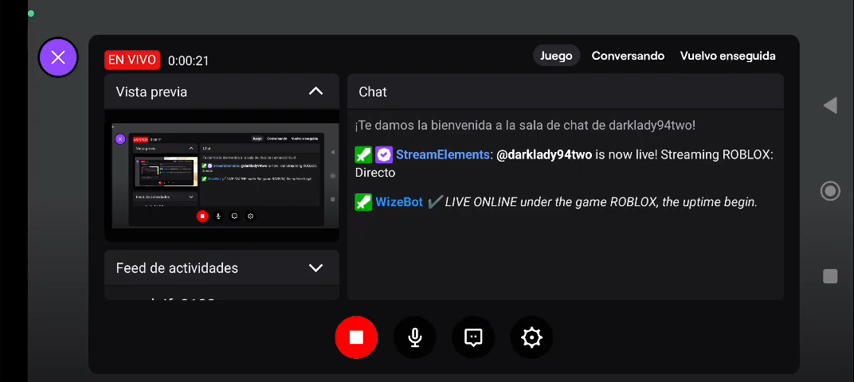 EN VIVO 0:00:21
Juego Conversando Vuelvo enseguida
Vista previa
Chat
¡Te damos la bienvenida a la sala de chat de darklady94two!
StreamElements: @darklady94two is now live! Streaming ROBLOX:
Directo
WizeBot ✔ LIVE ONLINE under the game ROBLOX, the uptime begin.
Feed de actividades